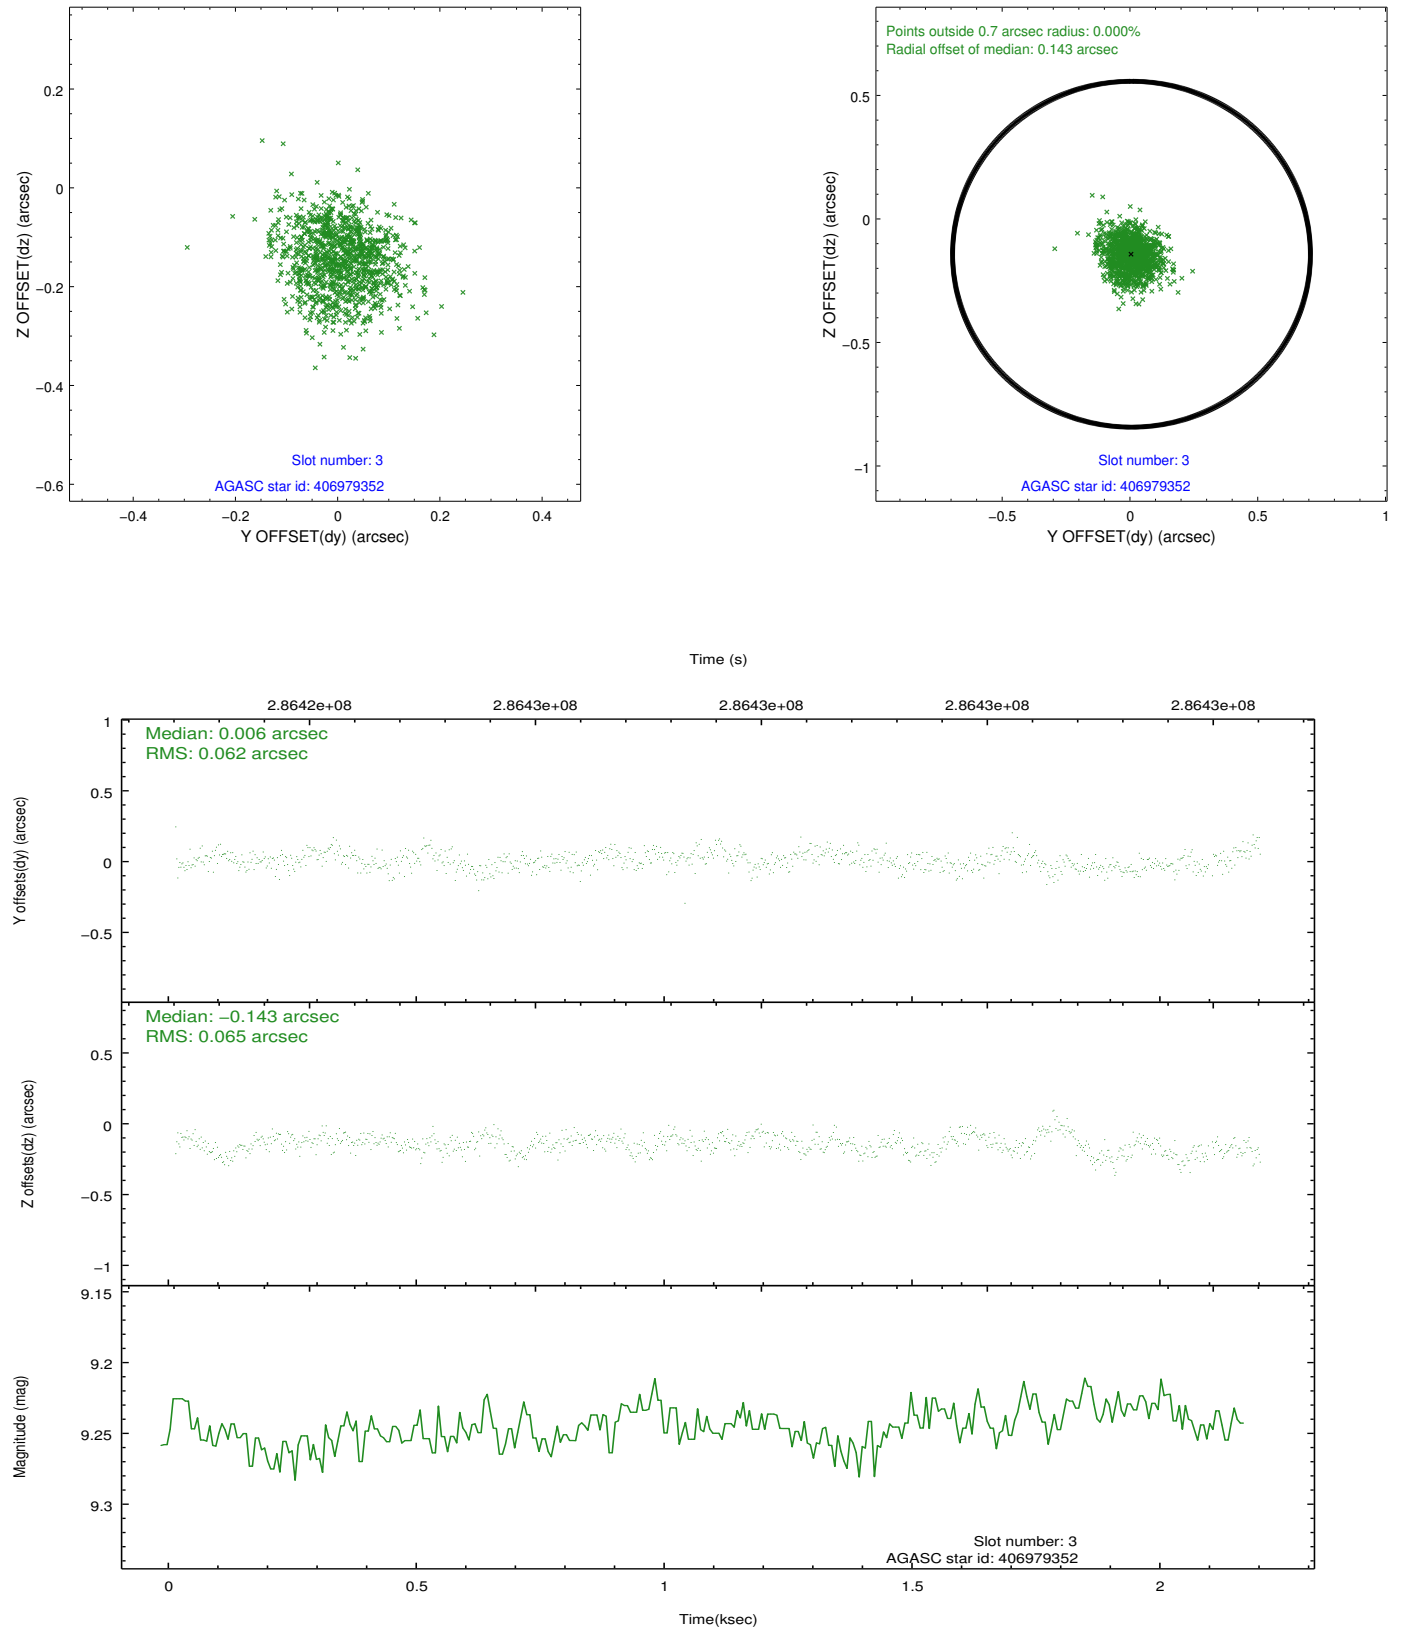 0.2
0
−0.2
−0.4
−0.6
Z OFFSET(dz) (arcsec)
Slot number: 3
AGASC star id: 406979352
−0.4 −0.2 0 0.2 0.4
Y OFFSET(dy) (arcsec)
Points outside 0.7 arcsec radius: 0.000%
Radial offset of median: 0.143 arcsec
0.5
0
−0.5
−1
Z OFFSET(dz) (arcsec)
Slot number: 3
AGASC star id: 406979352
−0.5 0 0.5 1
Y OFFSET(dy) (arcsec)
Time (s)
2.8642e+08 2.8643e+08 2.8643e+08 2.8643e+08 2.8643e+08
Median: 0.006 arcsec
RMS: 0.062 arcsec
1
0.5
0
−0.5
Y offsets(dy) (arcsec)
Median: −0.143 arcsec
RMS: 0.065 arcsec
0.5
0
−0.5
−1
Z offsets(dz) (arcsec)
9.15
9.2
9.25
9.3
Magnitude (mag)
Slot number: 3
AGASC star id: 406979352
0 0.5 1 1.5 2
Time(ksec)